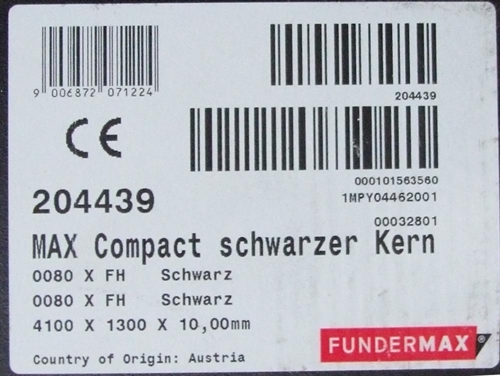 9 006872 071224
204439
CE
000101563560
204439
1MPY04462001
00032801
MAX Compact schwarzer Kern
0080 X FH Schwarz
0080 X FH Schwarz
4100 X 1300 X 10,00mm
FUNDERMAX®
Country of Origin: Austria